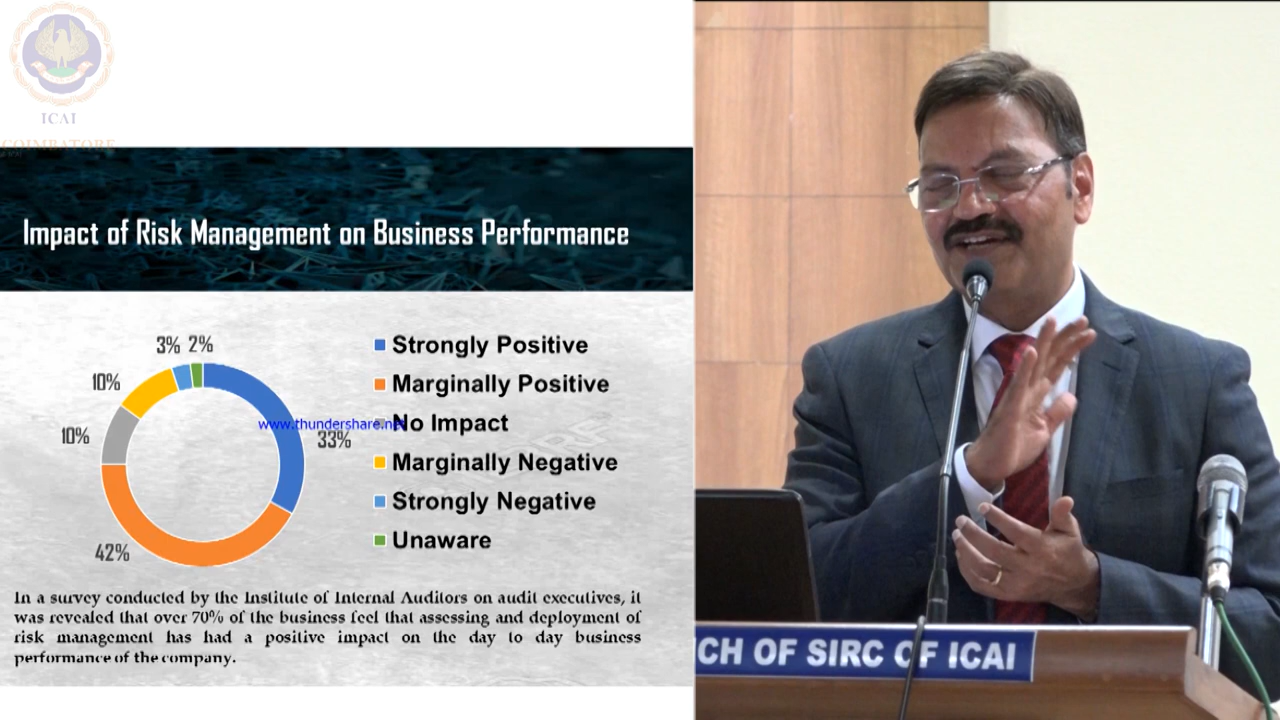 ICAI
COIMBATORE
Impact of Risk Management on Business Performance
3% 2%
10%
10%
33%
42%
Strongly Positive
Marginally Positive
No Impact
Marginally Negative
Strongly Negative
Unaware
www.thundershare.net
In a survey conducted by the Institute of Internal Auditors on audit executives, it
was revealed that over 70% of the business feel that assessing and deployment of
risk management has had a positive impact on the day to day business
performance of the company.
CH OF SIRC OF ICAI